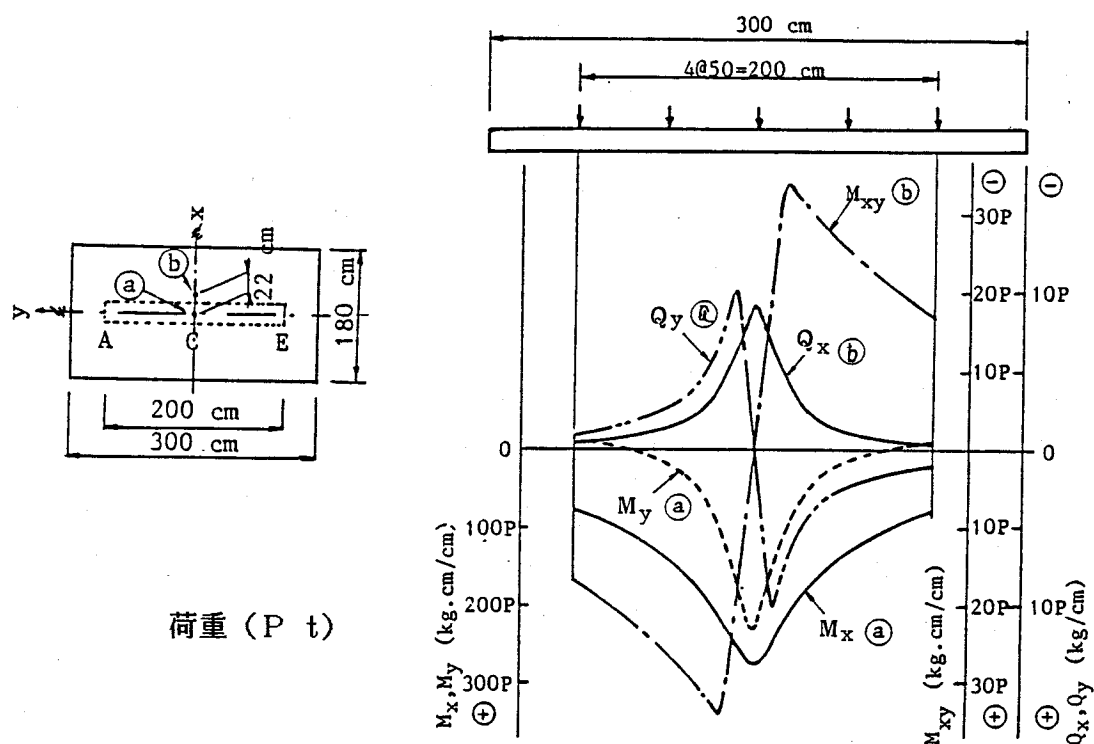 300 cm
4@50=200 cm
x
ⓑ
ⓐ
22 cm
y
A
C
E
180 cm
200 cm
300 cm
荷重（P t）
Mxy ⓑ
Qy ⓐ
Qx ⓑ
My ⓐ
Mx ⓐ
0
100P
200P
300P
⊕
Mx,My (kg.cm/cm)
⊖
30P
20P
10P
10P
20P
30P
⊕
Mxy (kg.cm/cm)
⊖
10P
0
10P
⊕
Qx,Qy (kg/cm)